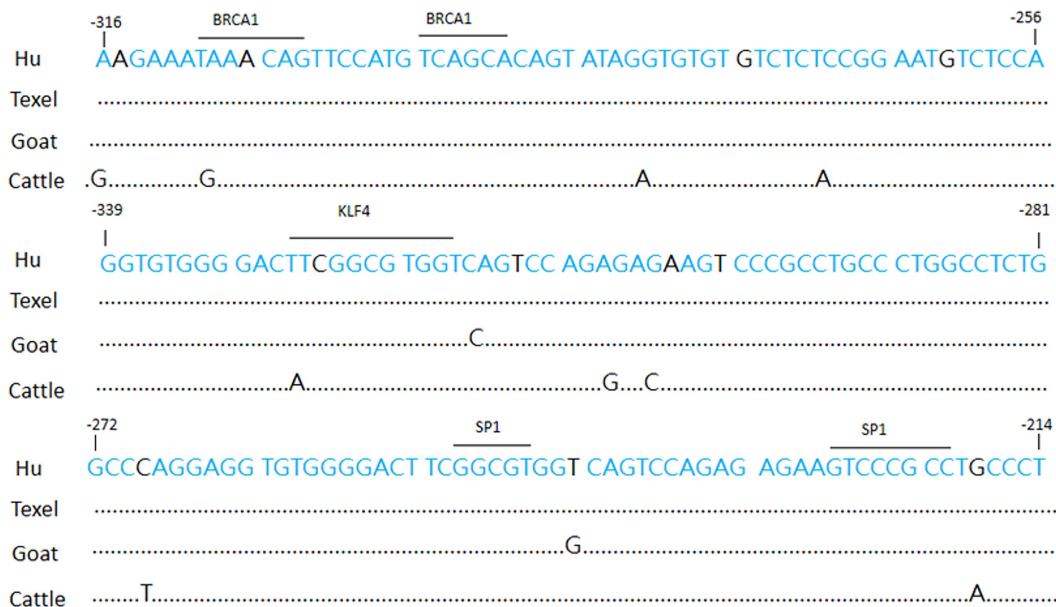 -316 BRCA1 BRCA1 -256
Hu AAGAAATAAA CAGTTCCATG TCAGCACAGT ATAGGTGTGT GTCTCTCCGG AATGTCTCCA
Texel ................................................................
Goat ................................................................
Cattle .G..........G................................................A....................A..........................
-339 KLF4 -281
Hu GGTGTGGG GACTTCGGCG TGGTCAGTCC AGAGAGAAGT CCCGCCTGCC CTGGCCTCTG
Texel ................................................................
Goat ..........................................C................................................................
Cattle ......................A...................................G...C............................................
-272 SP1 SP1 -214
Hu GCCCAGGAGG TGTGGGGACT TCGGCGTGGT CAGTCCAGAG AGAAGTCCCG CCTGCCCT
Texel ................................................................
Goat ....................................................G......................................................
Cattle ......T..................................................................................................A........